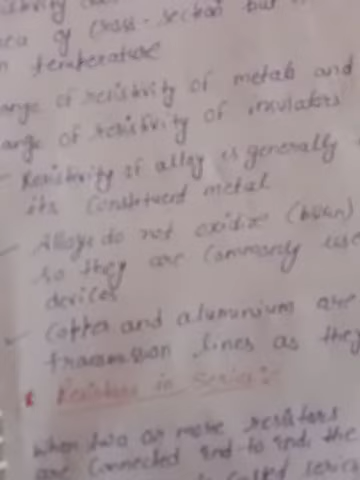 area of cross-section but
temperature
range of resistivity of metals and
range of resistivity of insulators
Resistivity of alloy is generally
its constituend metal
Alloys do not oxidize (burn)
so they are commonly use
devices
Copper and aluminium are
transmission lines as they
Resistors in Series:-
When two or more resistors
are connected end to end, the
called series